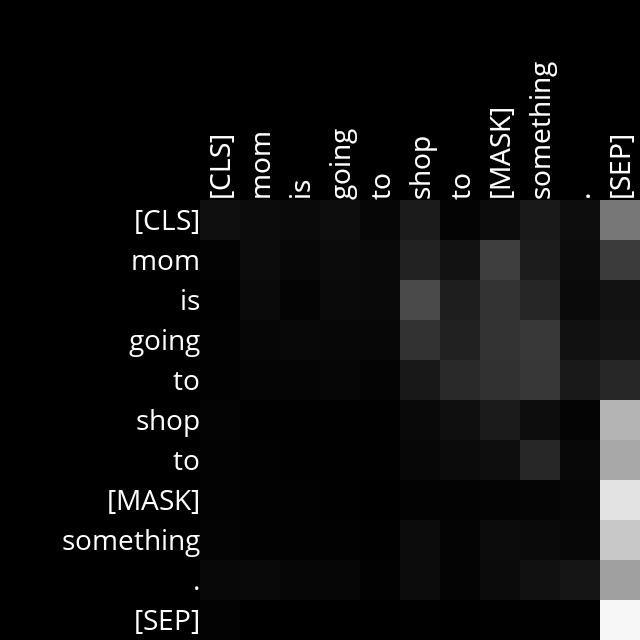 [CLS] mom is going to shop to [MASK] something . [SEP]
[CLS]
mom
is
going
to
shop
to
[MASK]
something
.
[SEP]